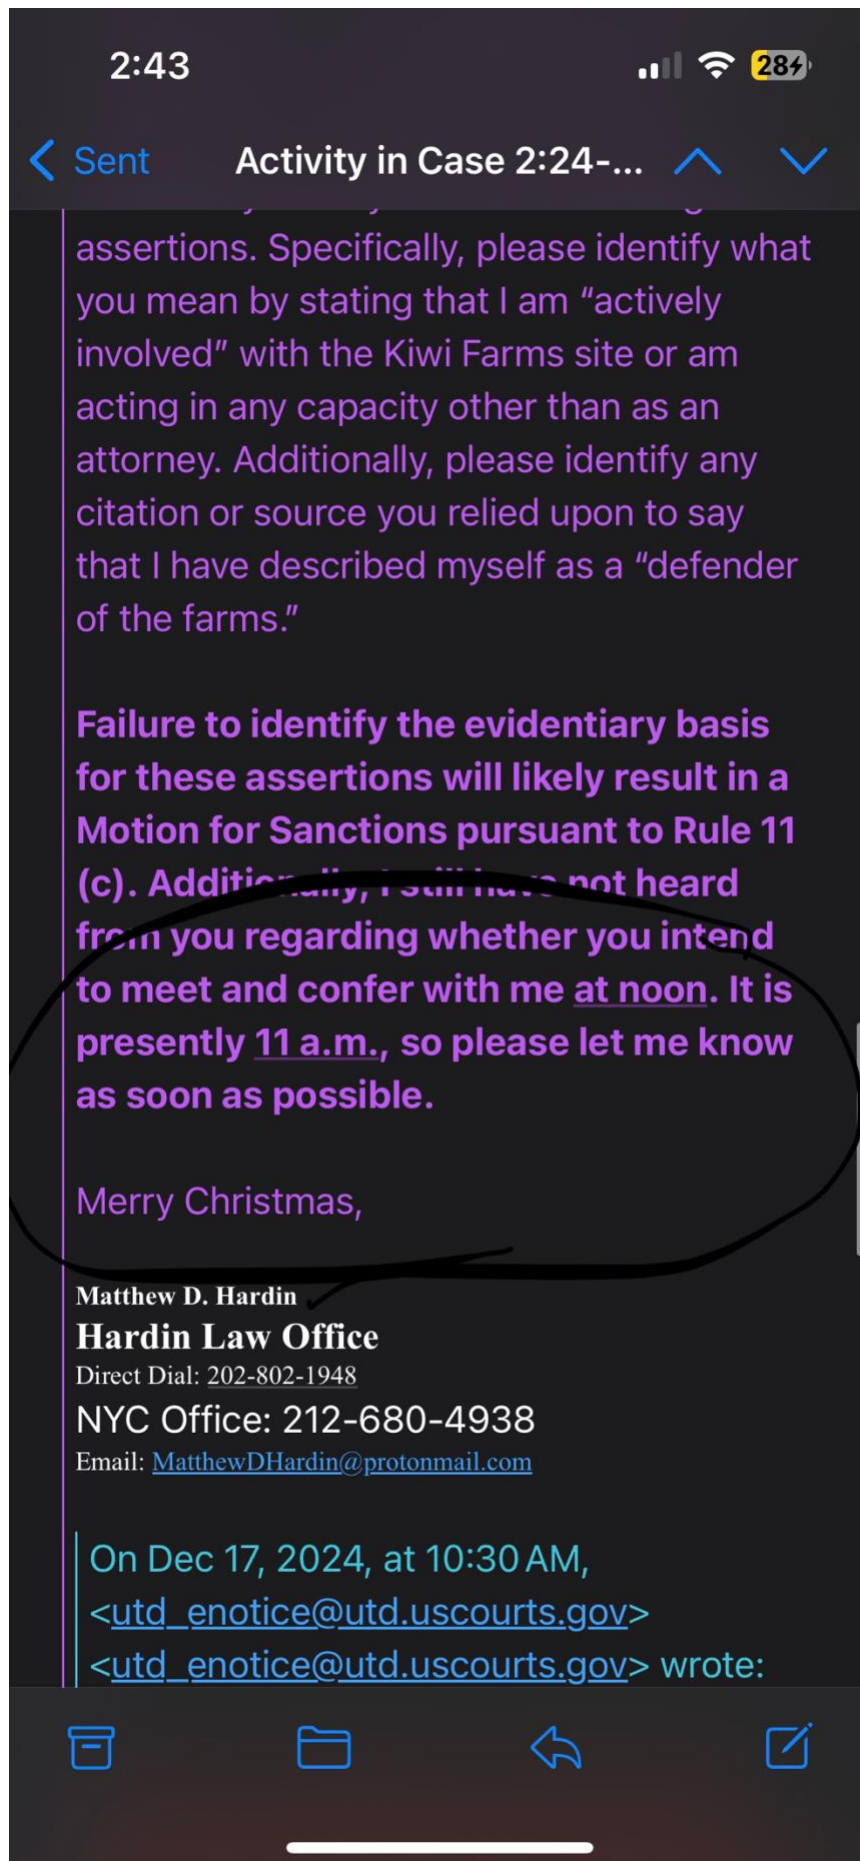 2:43
28
Sent
Activity in Case 2:24-...
assertions. Specifically, please identify what
you mean by stating that I am “actively
involved” with the Kiwi Farms site or am
acting in any capacity other than as an
attorney. Additionally, please identify any
citation or source you relied upon to say
that I have described myself as a “defender
of the farms.”
Failure to identify the evidentiary basis
for these assertions will likely result in a
Motion for Sanctions pursuant to Rule 11
(c). Additionally, I still have not heard
from you regarding whether you intend
to meet and confer with me at noon. It is
presently 11 a.m., so please let me know
as soon as possible.
Merry Christmas,
Matthew D. Hardin
Hardin Law Office
Direct Dial: 202-802-1948
NYC Office: 212-680-4938
Email: MatthewDHardin@protonmail.com
On Dec 17, 2024, at 10:30 AM,
<utd_enotice@utd.uscourts.gov>
<utd_enotice@utd.uscourts.gov> wrote: